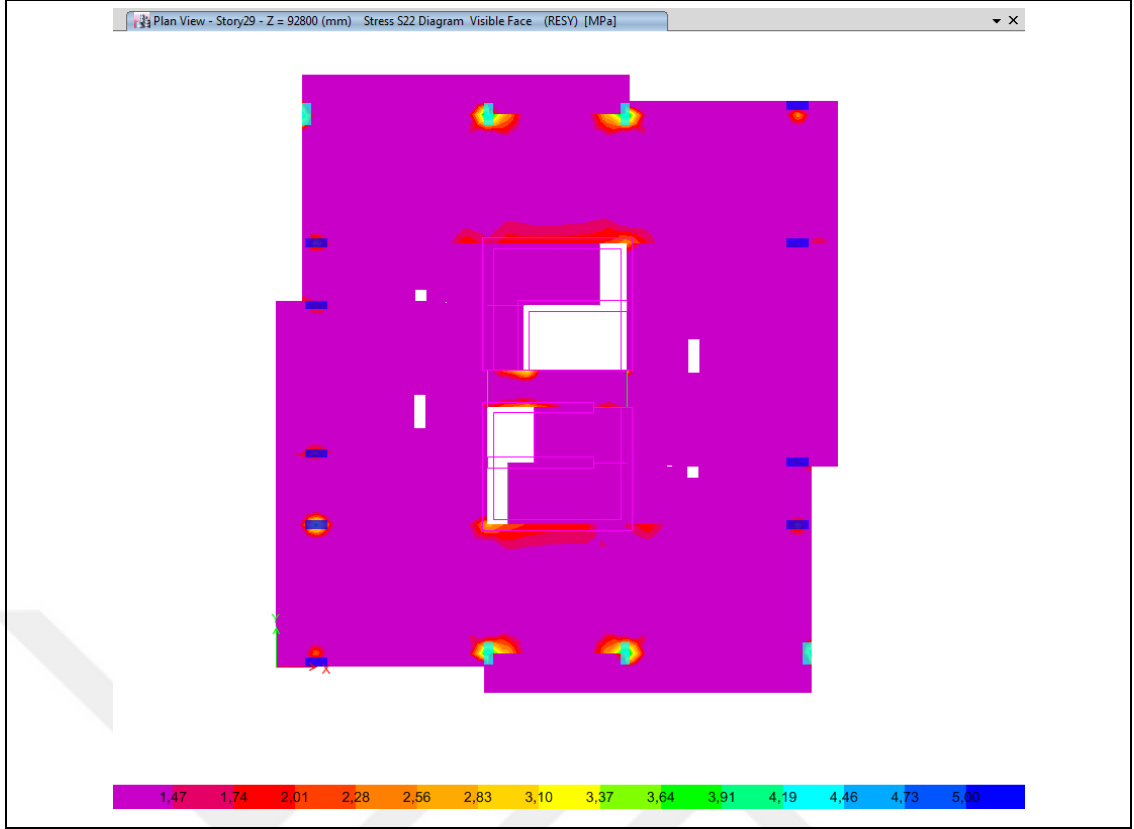 Plan View - Story29 - Z = 92800 (mm) Stress S22 Diagram Visible Face (RESY) [MPa]
Y
X
1,47 1,74 2,01 2,28 2,56 2,83 3,10 3,37 3,64 3,91 4,19 4,46 4,73 5,00